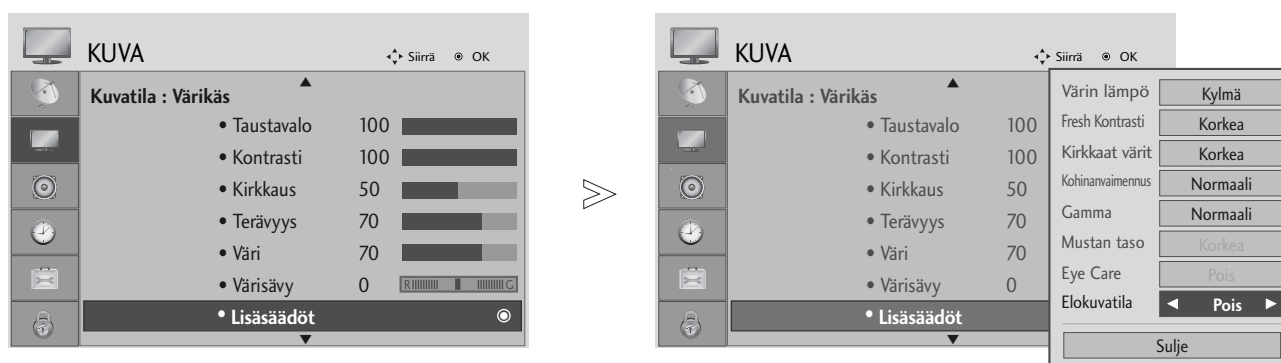 KUVA
Siirrä OK
Kuvatila : Värikäs
• Taustavalo 100
• Kontrasti 100
• Kirkkaus 50
• Terävyys 70
• Väri 70
• Värisävy 0 R G
• Lisäsäädöt
KUVA
Siirrä OK
Kuvatila : Värikäs
• Taustavalo 100
• Kontrasti 100
• Kirkkaus 50
• Terävyys 70
• Väri 70
• Värisävy 0
• Lisäsäädöt
Värin lämpö Kylmä
Fresh Kontrasti Korkea
Kirkkaat värit Korkea
Kohinanvaimennus Normaali
Gamma Normaali
Mustan taso Korkea
Eye Care Pois
Elokuvatila ◄ Pois ►
Sulje